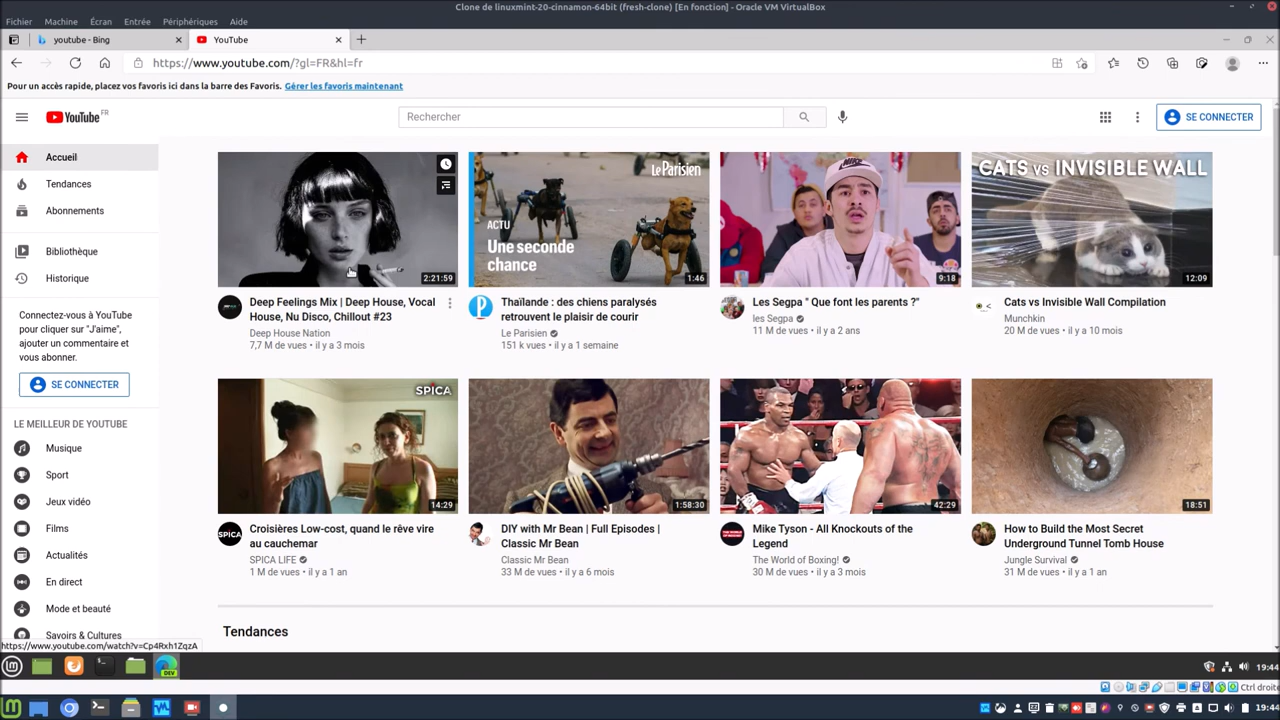 Clone de linuxmint-20-cinnamon-64bit (fresh-clone) [En fonction] - Oracle VM VirtualBox
Fichier Machine Écran Entrée Périphériques Aide
youtube - Bing YouTube
https://www.youtube.com/?gl=FR&hl=fr
Pour un accès rapide, placez vos favoris ici dans la barre des Favoris. Gérer les favoris maintenant
YouTube FR
Rechercher
SE CONNECTER
Accueil
Tendances
Abonnements
Bibliothèque
Historique
Connectez-vous à YouTube
pour cliquer sur "J'aime",
ajouter un commentaire et
vous abonner.
SE CONNECTER
LE MEILLEUR DE YOUTUBE
Musique
Sport
Jeux vidéo
Films
Actualités
En direct
Mode et beauté
Savoirs & Cultures
https://www.youtube.com/watch?v=Cp4Rxh1ZqzA
2:21:59
Deep Feelings Mix | Deep House, Vocal
House, Nu Disco, Chillout #23
Deep House Nation
7,7 M de vues • il y a 3 mois
Le Parisien
ACTU
Une seconde
chance
1:46
Thaïlande : des chiens paralysés
retrouvent le plaisir de courir
Le Parisien
151 k vues • il y a 1 semaine
9:18
Les Segpa " Que font les parents ?"
les Segpa
11 M de vues • il y a 2 ans
CATS vs INVISIBLE WALL
12:09
Cats vs Invisible Wall Compilation
Munchkin
20 M de vues • il y a 10 mois
SPICA
14:29
SPICA
Croisières Low-cost, quand le rêve vire
au cauchemar
SPICA LIFE
1 M de vues • il y a 1 an
1:58:30
DIY with Mr Bean | Full Episodes |
Classic Mr Bean
Classic Mr Bean
33 M de vues • il y a 6 mois
42:29
Mike Tyson - All Knockouts of the
Legend
The World of Boxing!
30 M de vues • il y a 3 mois
18:51
How to Build the Most Secret
Underground Tunnel Tomb House
Jungle Survival
31 M de vues • il y a 1 an
Tendances
DEV
19:44
Ctrl droite
19:44